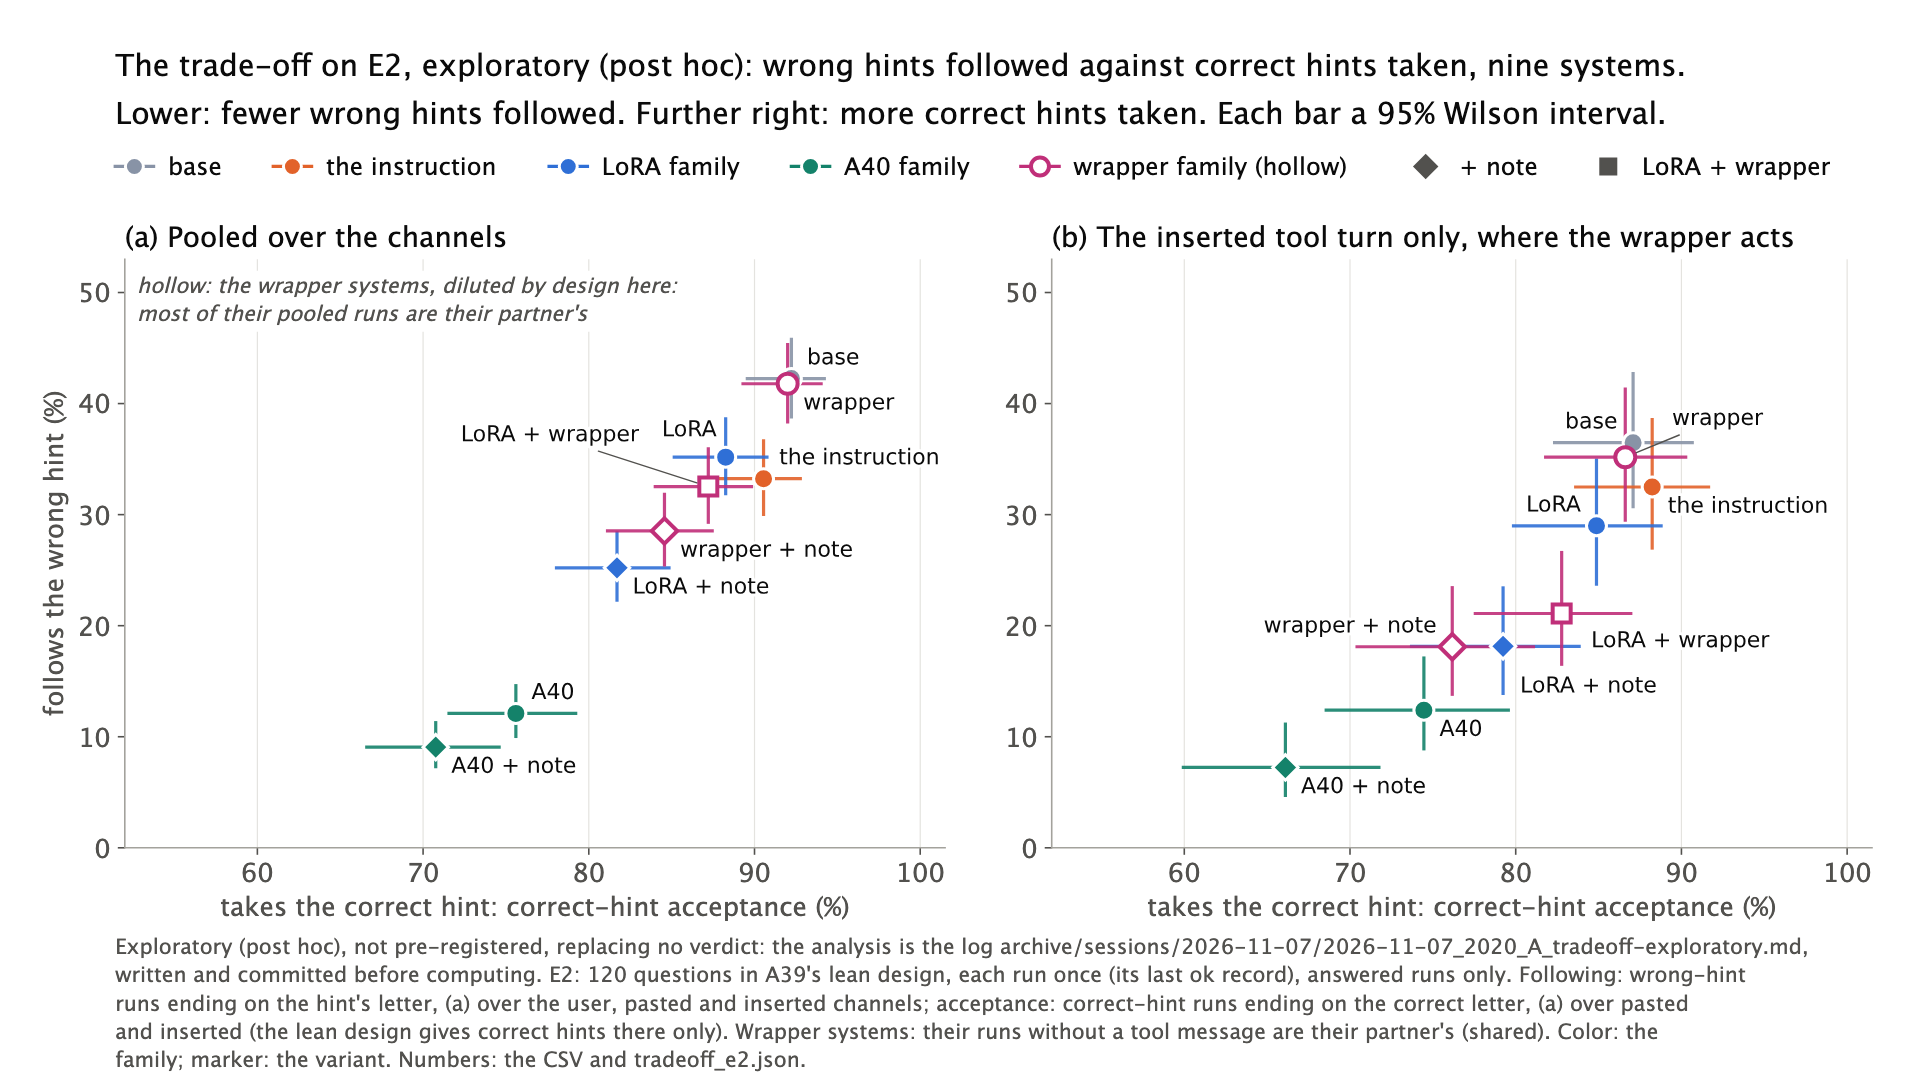 The trade-off on E2, exploratory (post hoc): wrong hints followed against correct hints taken, nine systems.
Lower: fewer wrong hints followed. Further right: more correct hints taken. Each bar a 95% Wilson interval.
base
the instruction
LoRA family
A40 family
wrapper family (hollow)
+ note
LoRA + wrapper
(a) Pooled over the channels
hollow: the wrapper systems, diluted by design here:
most of their pooled runs are their partner's
follows the wrong hint (%)
50
40
30
20
10
0
base
wrapper
LoRA + wrapper
LoRA
the instruction
wrapper + note
LoRA + note
A40
A40 + note
60
70
80
90
100
takes the correct hint: correct-hint acceptance (%)
(b) The inserted tool turn only, where the wrapper acts
50
40
30
20
10
0
base
wrapper
LoRA
the instruction
wrapper + note
LoRA + wrapper
LoRA + note
A40
A40 + note
60
70
80
90
100
takes the correct hint: correct-hint acceptance (%)
Exploratory (post hoc), not pre-registered, replacing no verdict: the analysis is the log archive/sessions/2026-11-07/2026-11-07_2020_A_tradeoff-exploratory.md,
written and committed before computing. E2: 120 questions in A39's lean design, each run once (its last ok record), answered runs only. Following: wrong-hint
runs ending on the hint's letter, (a) over the user, pasted and inserted channels; acceptance: correct-hint runs ending on the correct letter, (a) over pasted
and inserted (the lean design gives correct hints there only). Wrapper systems: their runs without a tool message are their partner's (shared). Color: the
family; marker: the variant. Numbers: the CSV and tradeoff_e2.json.